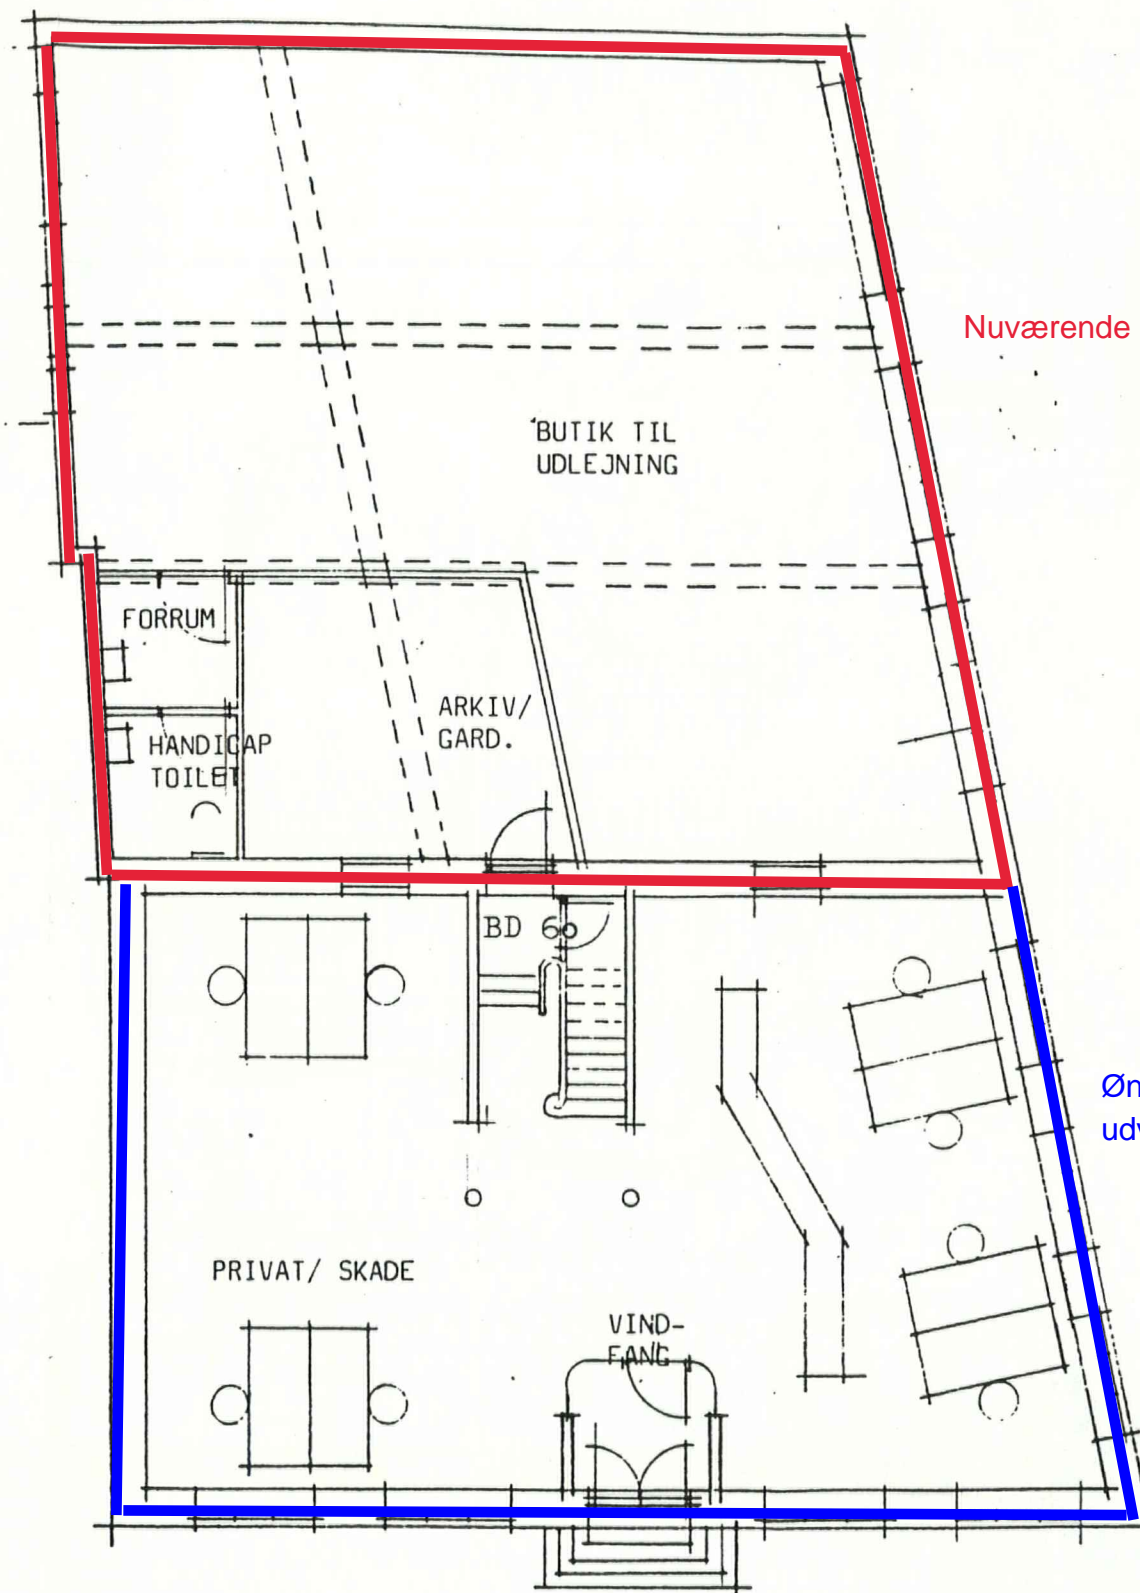 Nuværende
BUTIK TIL
UDLEJNING
FORRUM
ARKIV/
GARD.
HANDICAP
TOILET
BD 60
PRIVAT/ SKADE
VIND-
FANG